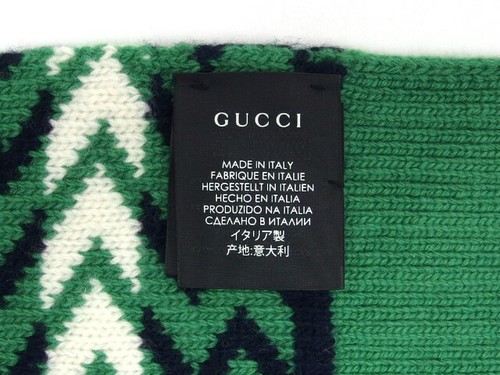 GUCCI
MADE IN ITALY
FABRIQUE EN ITALIE
HERGESTELLT IN ITALIEN
HECHO EN ITALIA
PRODUZIDO NA ITALIA
СДЕЛАНО В ИТАЛИИ
イタリア製
产地:意大利